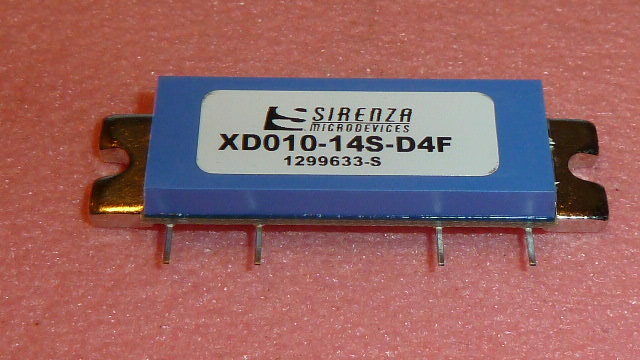 SIRENZA
MICRODEVICES
XD010-14S-D4F
1299633-S